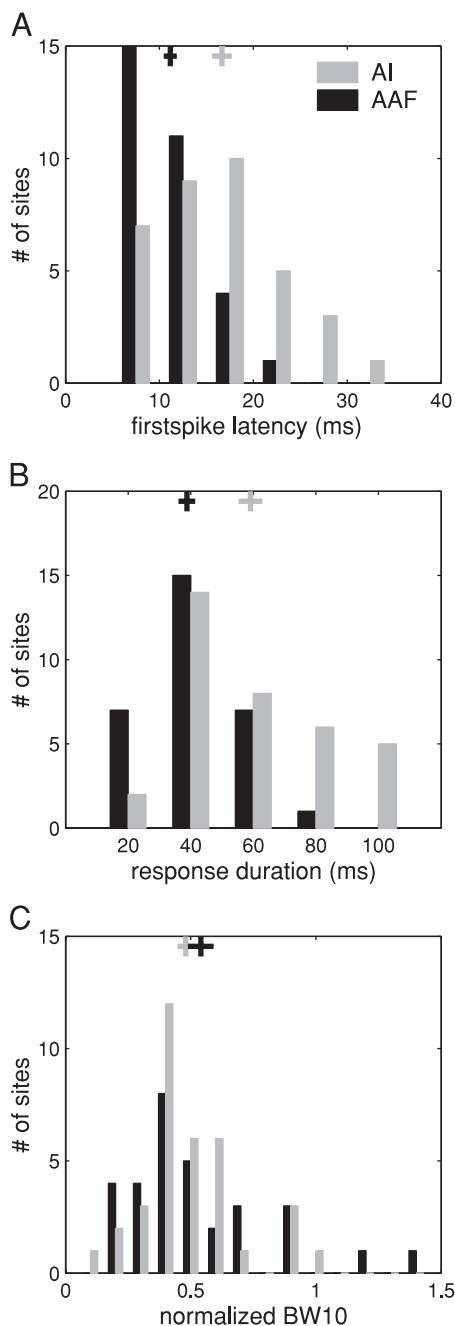 A
15
AI
AAF
10
# of sites
5
0
0 10 20 30 40
firstspike latency (ms)
B
20
15
# of sites
10
5
0
20 40 60 80 100
response duration (ms)
C
15
10
# of sites
5
0
0 0.5 1 1.5
normalized BW10